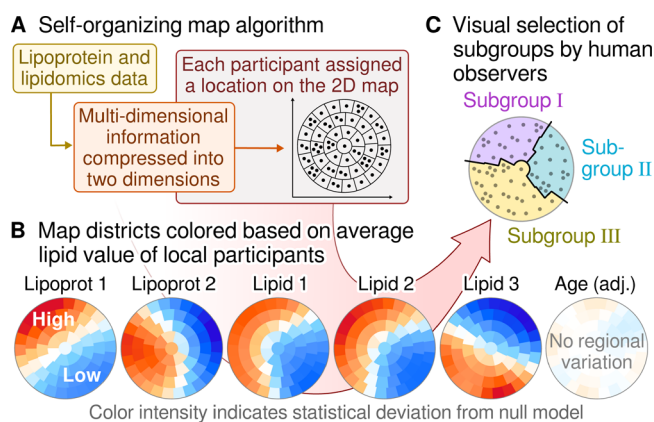 A Self-organizing map algorithm
Lipoprotein and
lipidomics data
Multi-dimensional
information
compressed into
two dimensions
Each participant assigned
a location on the 2D map
C Visual selection of
subgroups by human
observers
Subgroup I
Sub-
group II
Subgroup III
B Map districts colored based on average
lipid value of local participants
Lipoprot 1
Lipoprot 2
Lipid 1
Lipid 2
Lipid 3
Age (adj.)
High
Low
No regional
variation
Color intensity indicates statistical deviation from null model